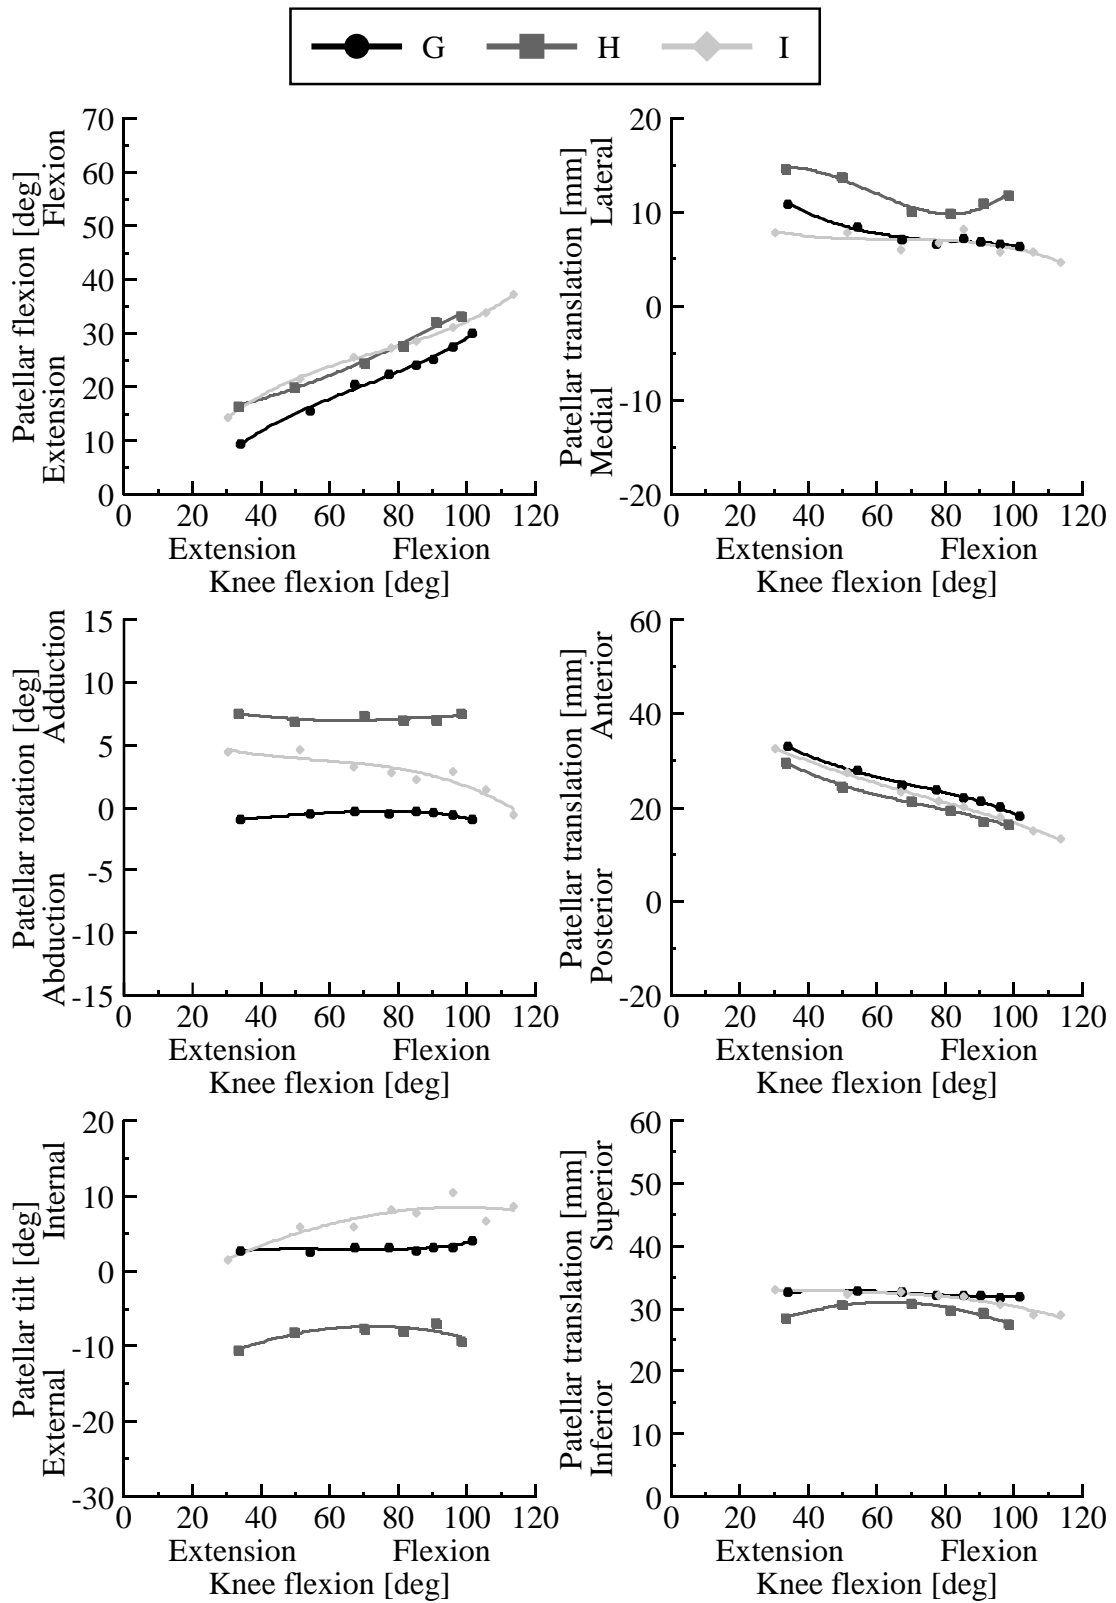 G H I
70
60
50
40
30
20
10
0
Patellar flexion [deg]
Extension Flexion
0 20 40 60 80 100 120
Extension Flexion
Knee flexion [deg]
20
10
0
-10
-20
Patellar translation [mm]
Medial Lateral
0 20 40 60 80 100 120
Extension Flexion
Knee flexion [deg]
15
10
5
0
-5
-10
-15
Patellar rotation [deg]
Abduction Adduction
0 20 40 60 80 100 120
Extension Flexion
Knee flexion [deg]
60
40
20
0
-20
Patellar translation [mm]
Posterior Anterior
0 20 40 60 80 100 120
Extension Flexion
Knee flexion [deg]
20
10
0
-10
-20
-30
Patellar tilt [deg]
External Internal
0 20 40 60 80 100 120
Extension Flexion
Knee flexion [deg]
60
50
40
30
20
10
0
Patellar translation [mm]
Inferior Superior
0 20 40 60 80 100 120
Extension Flexion
Knee flexion [deg]